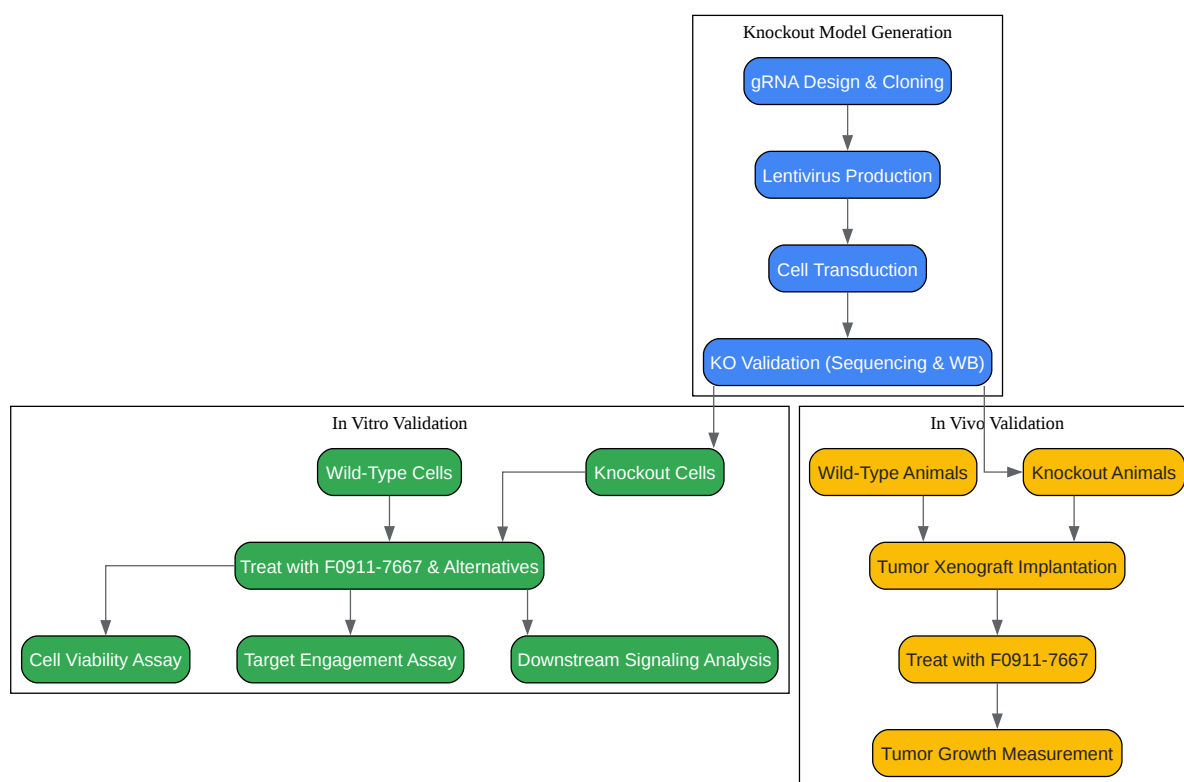 Knockout Model Generation
gRNA Design & Cloning
Lentivirus Production
Cell Transduction
KO Validation (Sequencing & WB)
In Vitro Validation
Wild-Type Cells
Knockout Cells
Treat with F0911-7667 & Alternatives
Cell Viability Assay
Target Engagement Assay
Downstream Signaling Analysis
In Vivo Validation
Wild-Type Animals
Knockout Animals
Tumor Xenograft Implantation
Treat with F0911-7667
Tumor Growth Measurement